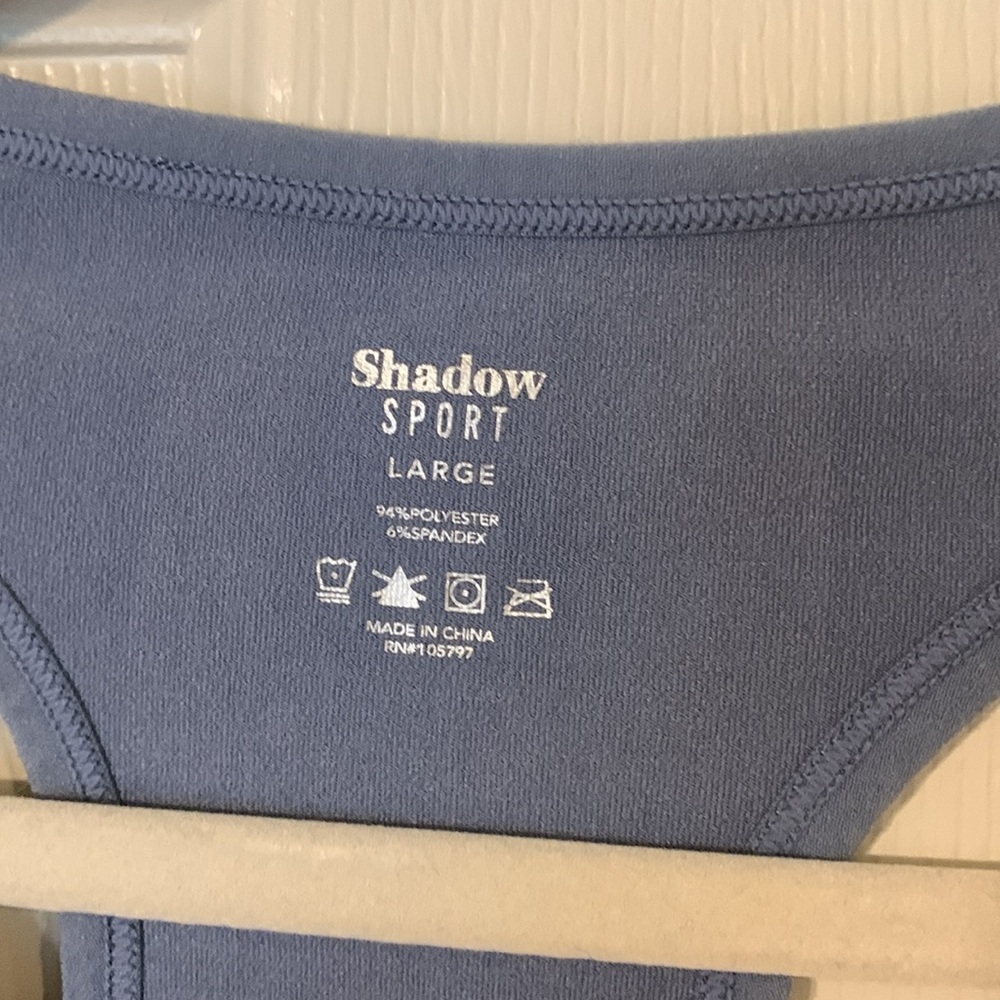 Shadow
SPORT
LARGE
94%POLYESTER
6%SPANDEX
MADE IN CHINA
RN#105797